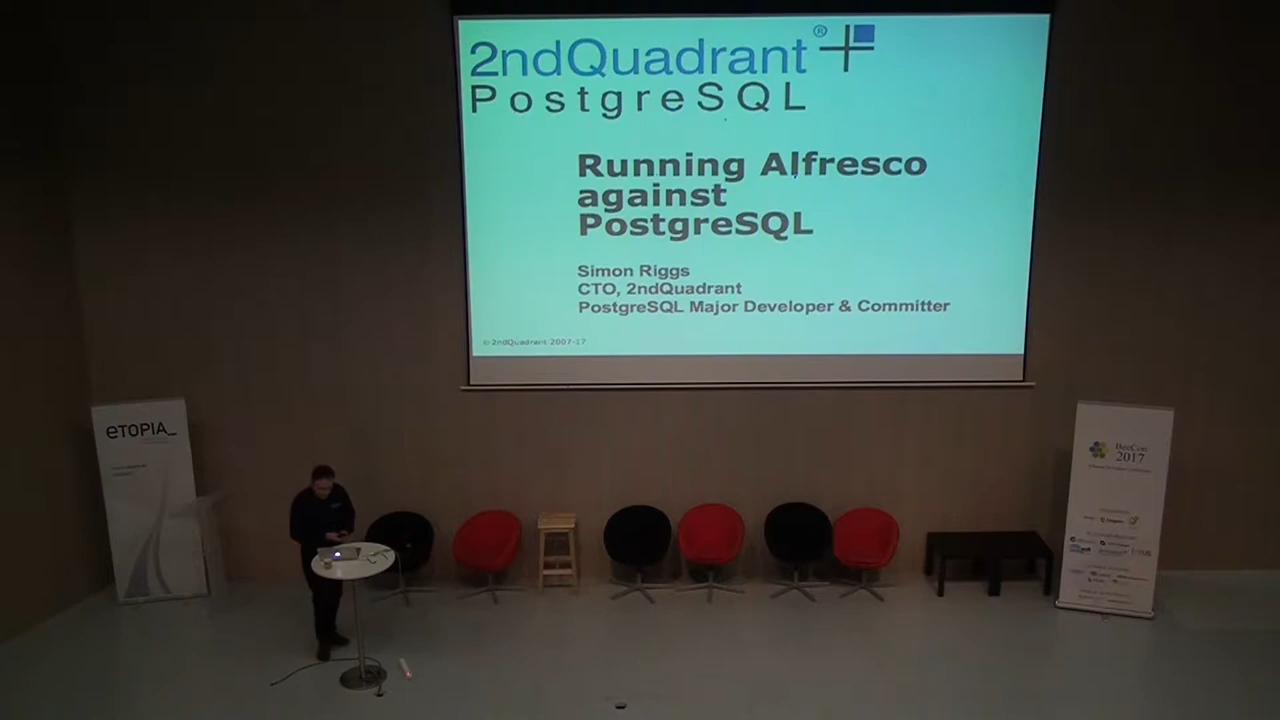 2ndQuadrant®
PostgreSQL
Running Alfresco
against
PostgreSQL
Simon Riggs
CTO, 2ndQuadrant
PostgreSQL Major Developer & Committer
© 2ndQuadrant 2007-17
eTOPIA_
BeeCon
2017